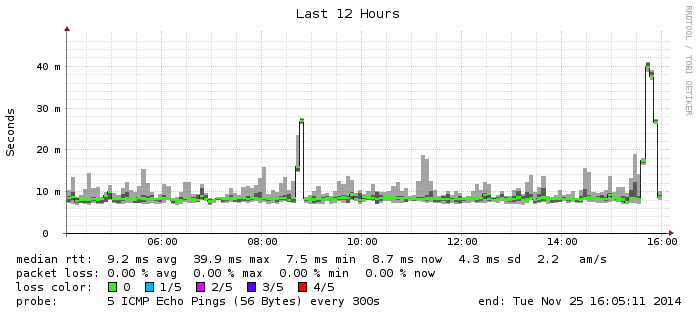 Last 12 Hours
RRDTOOL / TOBI OETIKER
Seconds
40 m
30 m
20 m
10 m
0
06:00 08:00 10:00 12:00 14:00 16:00
median rtt: 9.2 ms avg 39.9 ms max 7.5 ms min 8.7 ms now 4.3 ms sd 2.2 am/s
packet loss: 0.00 % avg 0.00 % max 0.00 % min 0.00 % now
loss color: 0 1/5 2/5 3/5 4/5
probe: 5 ICMP Echo Pings (56 Bytes) every 300s end: Tue Nov 25 16:05:11 2014